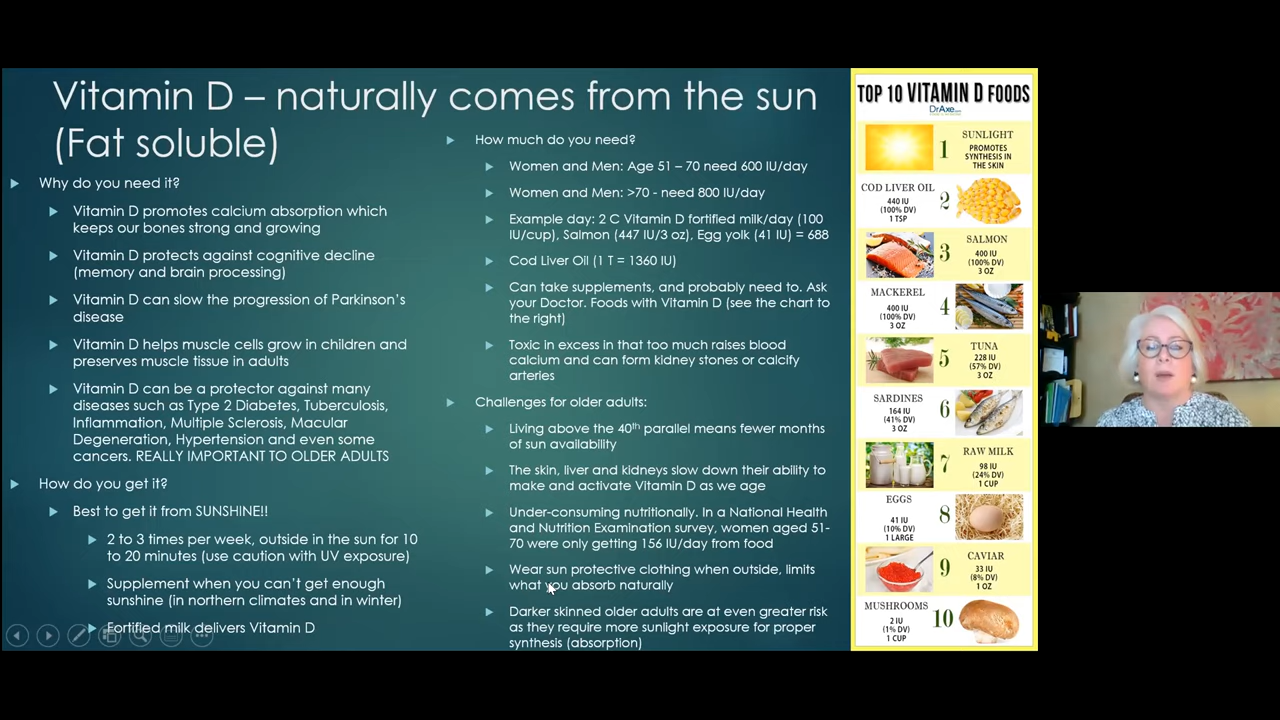 Vitamin D – naturally comes from the sun
(Fat soluble)
Why do you need it?
Vitamin D promotes calcium absorption which
keeps our bones strong and growing
Vitamin D protects against cognitive decline
(memory and brain processing)
Vitamin D can slow the progression of Parkinson's
disease
Vitamin D helps muscle cells grow in children and
preserves muscle tissue in adults
Vitamin D can be a protector against many
diseases such as Type 2 Diabetes, Tuberculosis,
Inflammation, Multiple Sclerosis, Macular
Degeneration, Hypertension and even some
cancers. REALLY IMPORTANT TO OLDER ADULTS
How do you get it?
Best to get it from SUNSHINE!!
2 to 3 times per week, outside in the sun for 10
to 20 minutes (use caution with UV exposure)
Supplement when you can't get enough
sunshine (in northern climates and in winter)
Fortified milk delivers Vitamin D
How much do you need?
Women and Men: Age 51 – 70 need 600 IU/day
Women and Men: >70 - need 800 IU/day
Example day: 2 C Vitamin D fortified milk/day (100
IU/cup), Salmon (447 IU/3 oz), Egg yolk (41 IU) = 688
Cod Liver Oil (1 T = 1360 IU)
Can take supplements, and probably need to. Ask
your Doctor. Foods with Vitamin D (see the chart to
the right)
Toxic in excess in that too much raises blood
calcium and can form kidney stones or calcify
arteries
Challenges for older adults:
Living above the 40th parallel means fewer months
of sun availability
The skin, liver and kidneys slow down their ability to
make and activate Vitamin D as we age
Under-consuming nutritionally. In a National Health
and Nutrition Examination survey, women aged 51-
70 were only getting 156 IU/day from food
Wear sun protective clothing when outside, limits
what you absorb naturally
Darker skinned older adults are at even greater risk
as they require more sunlight exposure for proper
synthesis (absorption)
TOP 10 VITAMIN D FOODS
DrAxe.com
1
SUNLIGHT
PROMOTES
SYNTHESIS IN
THE SKIN
COD LIVER OIL
440 IU
(100% DV)
1 TSP
2
3
SALMON
400 IU
(100% DV)
3 OZ
MACKEREL
400 IU
(100% DV)
3 OZ
4
5
TUNA
228 IU
(57% DV)
3 OZ
SARDINES
164 IU
(41% DV)
3 OZ
6
7
RAW MILK
98 IU
(24% DV)
1 CUP
EGGS
41 IU
(10% DV)
1 LARGE
8
9
CAVIAR
33 IU
(8% DV)
1 OZ
MUSHROOMS
2 IU
(1% DV)
1 CUP
10